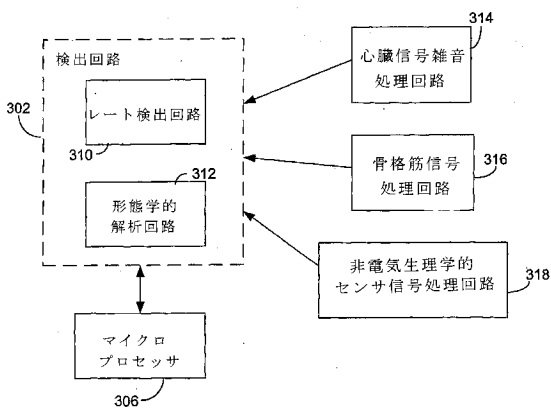 検出回路
302
レート検出回路
310
312
形態学的
解析回路
マイクロ
プロセッサ
306
314
心臓信号雑音
処理回路
骨格筋信号
処理回路
316
非電気生理学的
センサ信号処理回路
318